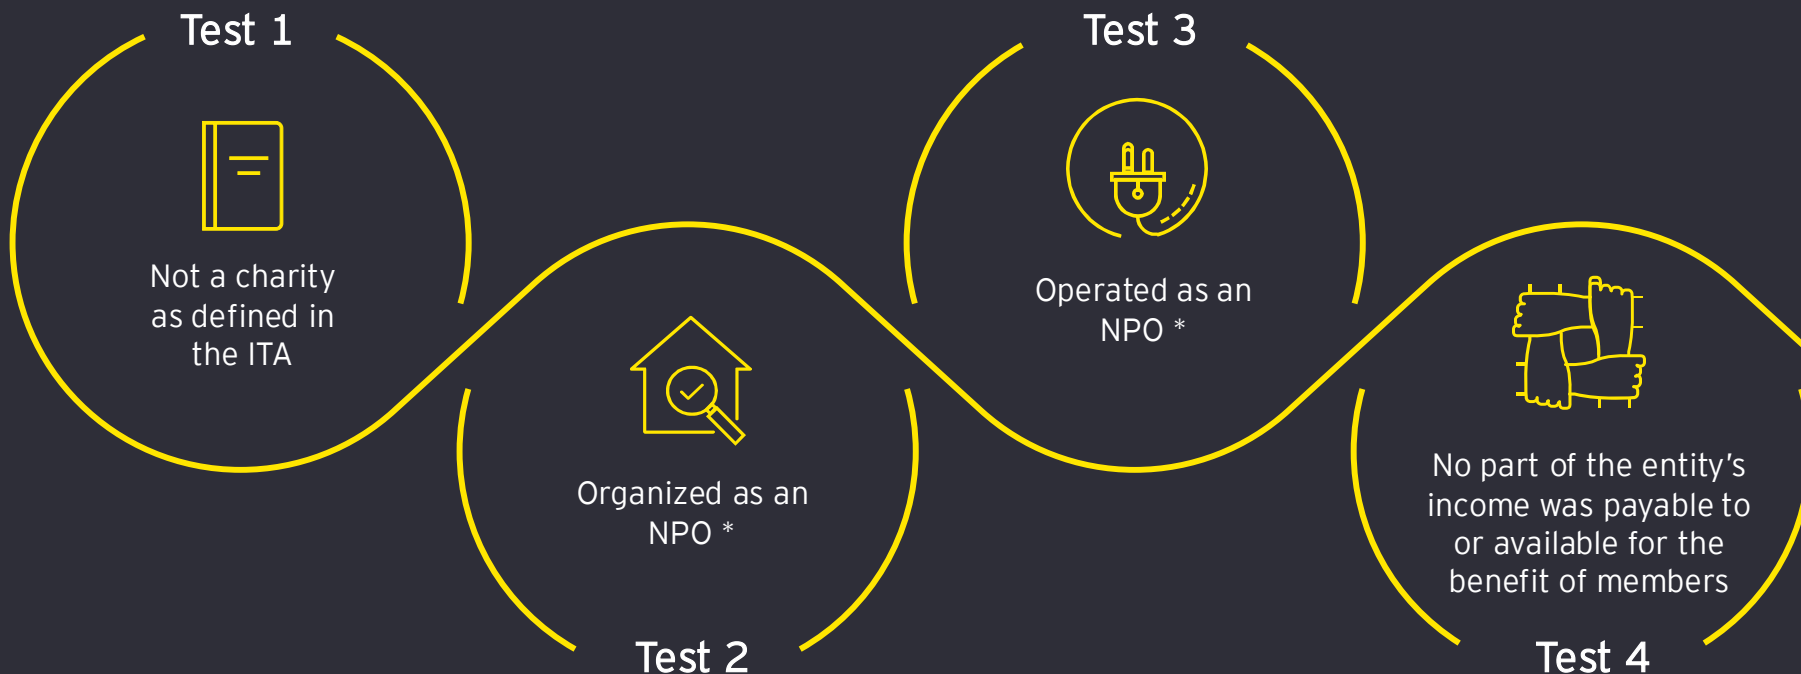 Test 1
Not a charity
as defined in
the ITA
Organized as an
NPO *
Test 2
Test 3
Operated as an
NPO *
No part of the entity's
income was payable to
or available for the
benefit of members
Test 4